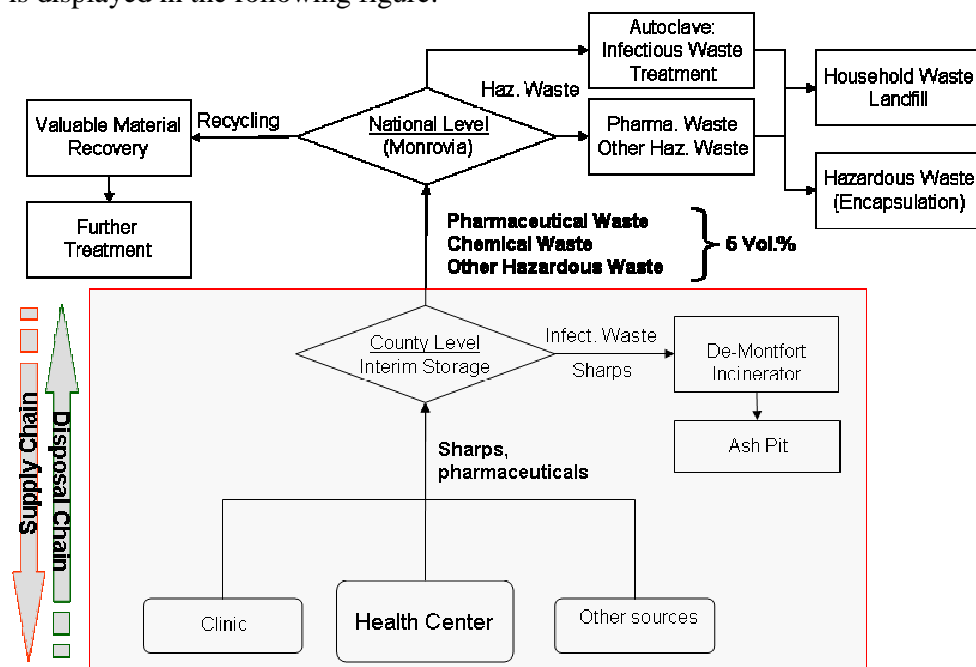 is displayed in the following figure.
Autoclave:
Infectious Waste
Treatment
Household Waste
Landfill
Haz. Waste
Valuable Material
Recovery
Recycling
National Level
(Monrovia)
Pharma. Waste
Other Haz. Waste
Hazardous Waste
(Encapsulation)
Further
Treatment
Pharmaceutical Waste
Chemical Waste
Other Hazardous Waste
5 Vol.%
County Level
Interim Storage
Infect. Waste
Sharps
De-Montfort
Incinerator
Ash Pit
Supply Chain
Disposal Chain
Sharps,
pharmaceuticals
Clinic
Health Center
Other sources